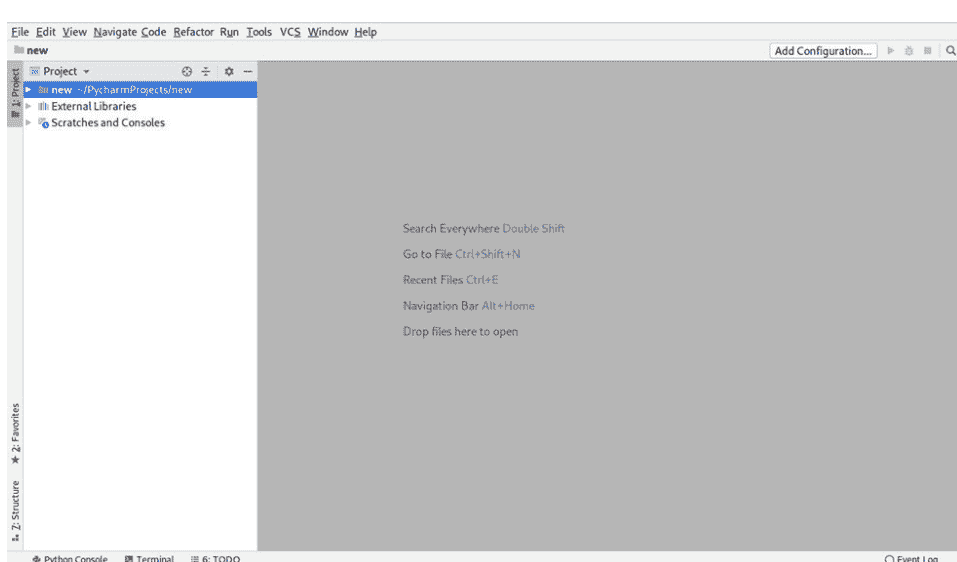 File Edit View Navigate Code Refactor Run Tools VCS Window Help
new Add Configuration...
1: Project
Project
new ~/PycharmProjects/new
External Libraries
Scratches and Consoles
Search Everywhere Double Shift
Go to File Ctrl+Shift+N
Recent Files Ctrl+E
Navigation Bar Alt+Home
Drop files here to open
2: Favorites
7: Structure
Python Console Terminal 6: TODO Event Log